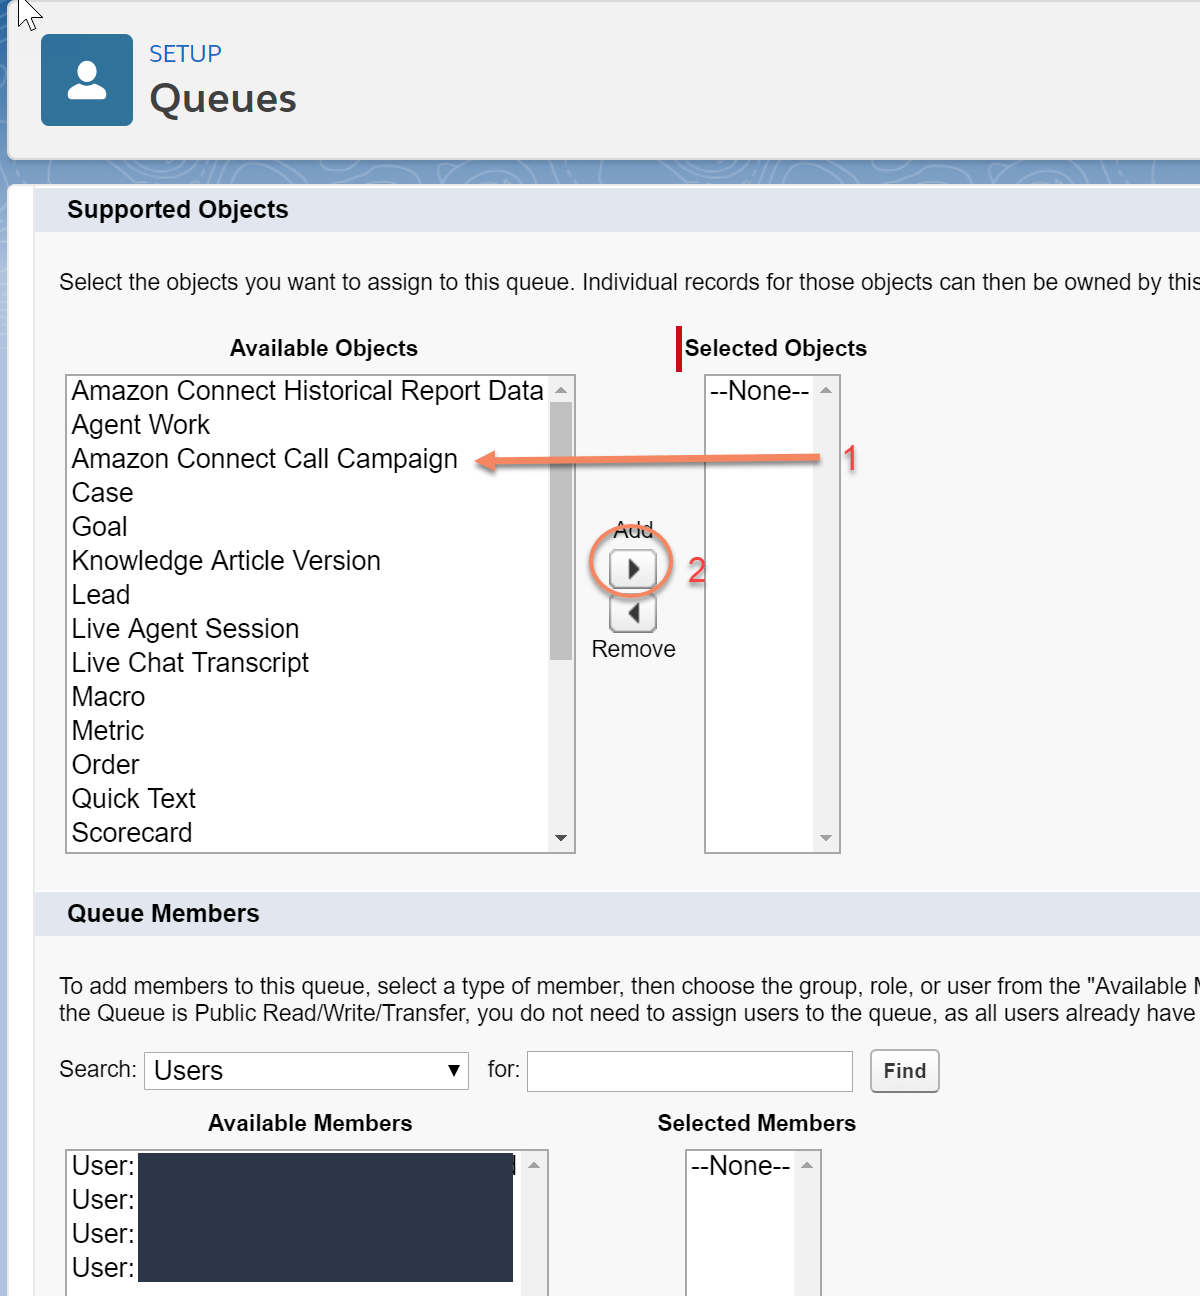 SETUP
Queues
Supported Objects
Select the objects you want to assign to this queue. Individual records for those objects can then be owned by this
Available Objects
Selected Objects
Amazon Connect Historical Report Data
--None--
Agent Work
Amazon Connect Call Campaign
1
Case
Goal
Add
Knowledge Article Version
2
Lead
Live Agent Session
Remove
Live Chat Transcript
Macro
Metric
Order
Quick Text
Scorecard
Queue Members
To add members to this queue, select a type of member, then choose the group, role, or user from the "Available
the Queue is Public Read/Write/Transfer, you do not need to assign users to the queue, as all users already have
Search: Users for: Find
Available Members
Selected Members
User:
--None--
User:
User:
User: